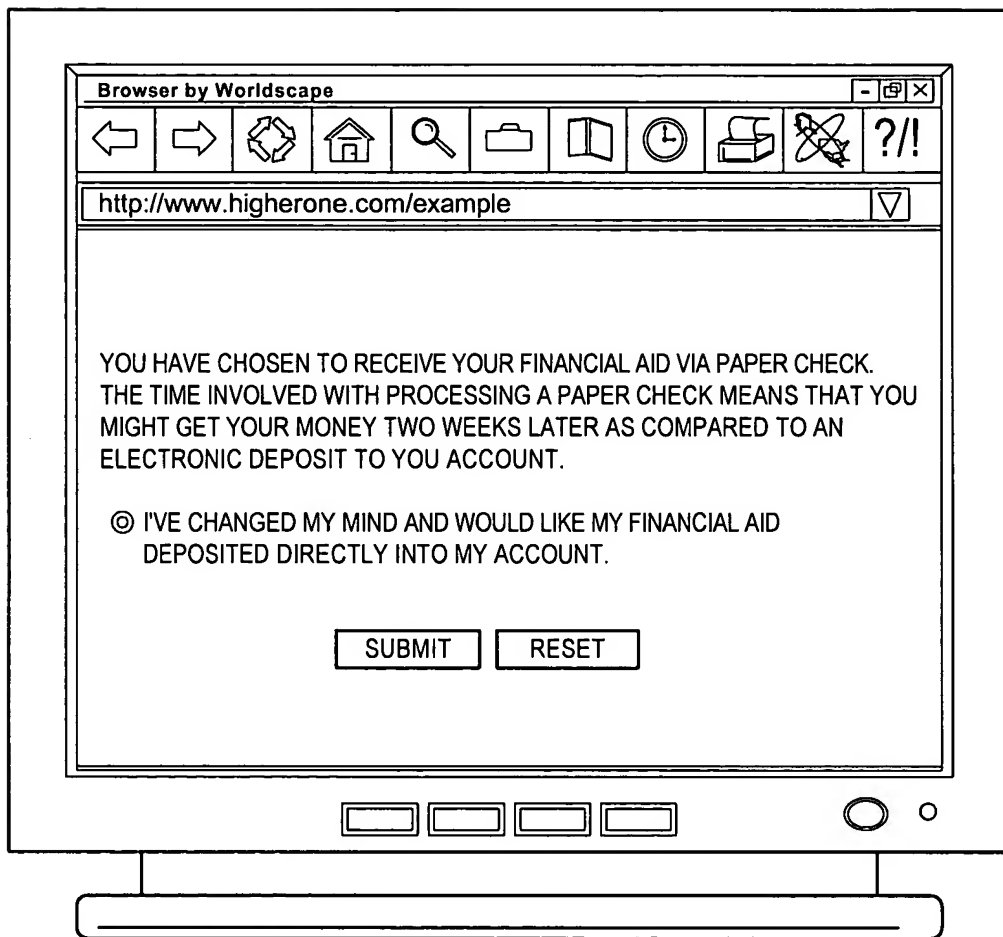 Browser by Worldscape
?/!
http://www.higherone.com/example
YOU HAVE CHOSEN TO RECEIVE YOUR FINANCIAL AID VIA PAPER CHECK.
THE TIME INVOLVED WITH PROCESSING A PAPER CHECK MEANS THAT YOU
MIGHT GET YOUR MONEY TWO WEEKS LATER AS COMPARED TO AN
ELECTRONIC DEPOSIT TO YOU ACCOUNT.
I'VE CHANGED MY MIND AND WOULD LIKE MY FINANCIAL AID
DEPOSITED DIRECTLY INTO MY ACCOUNT.
SUBMIT RESET